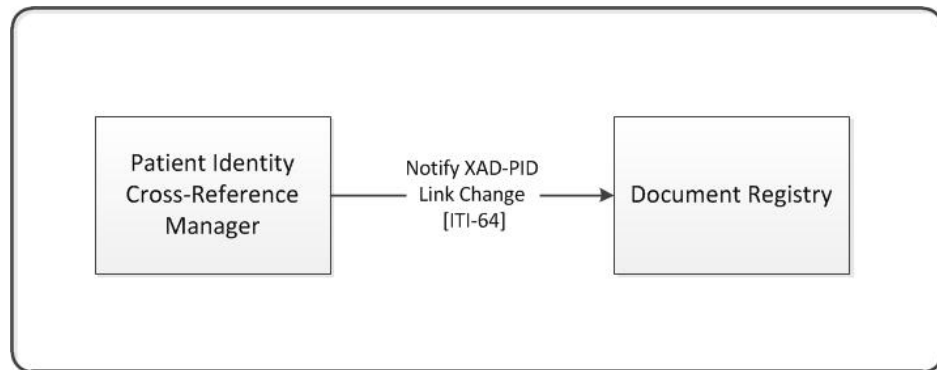 Patient Identity
Cross-Reference
Manager
Notify XAD-PID
Link Change
[ITI-64]
Document Registry